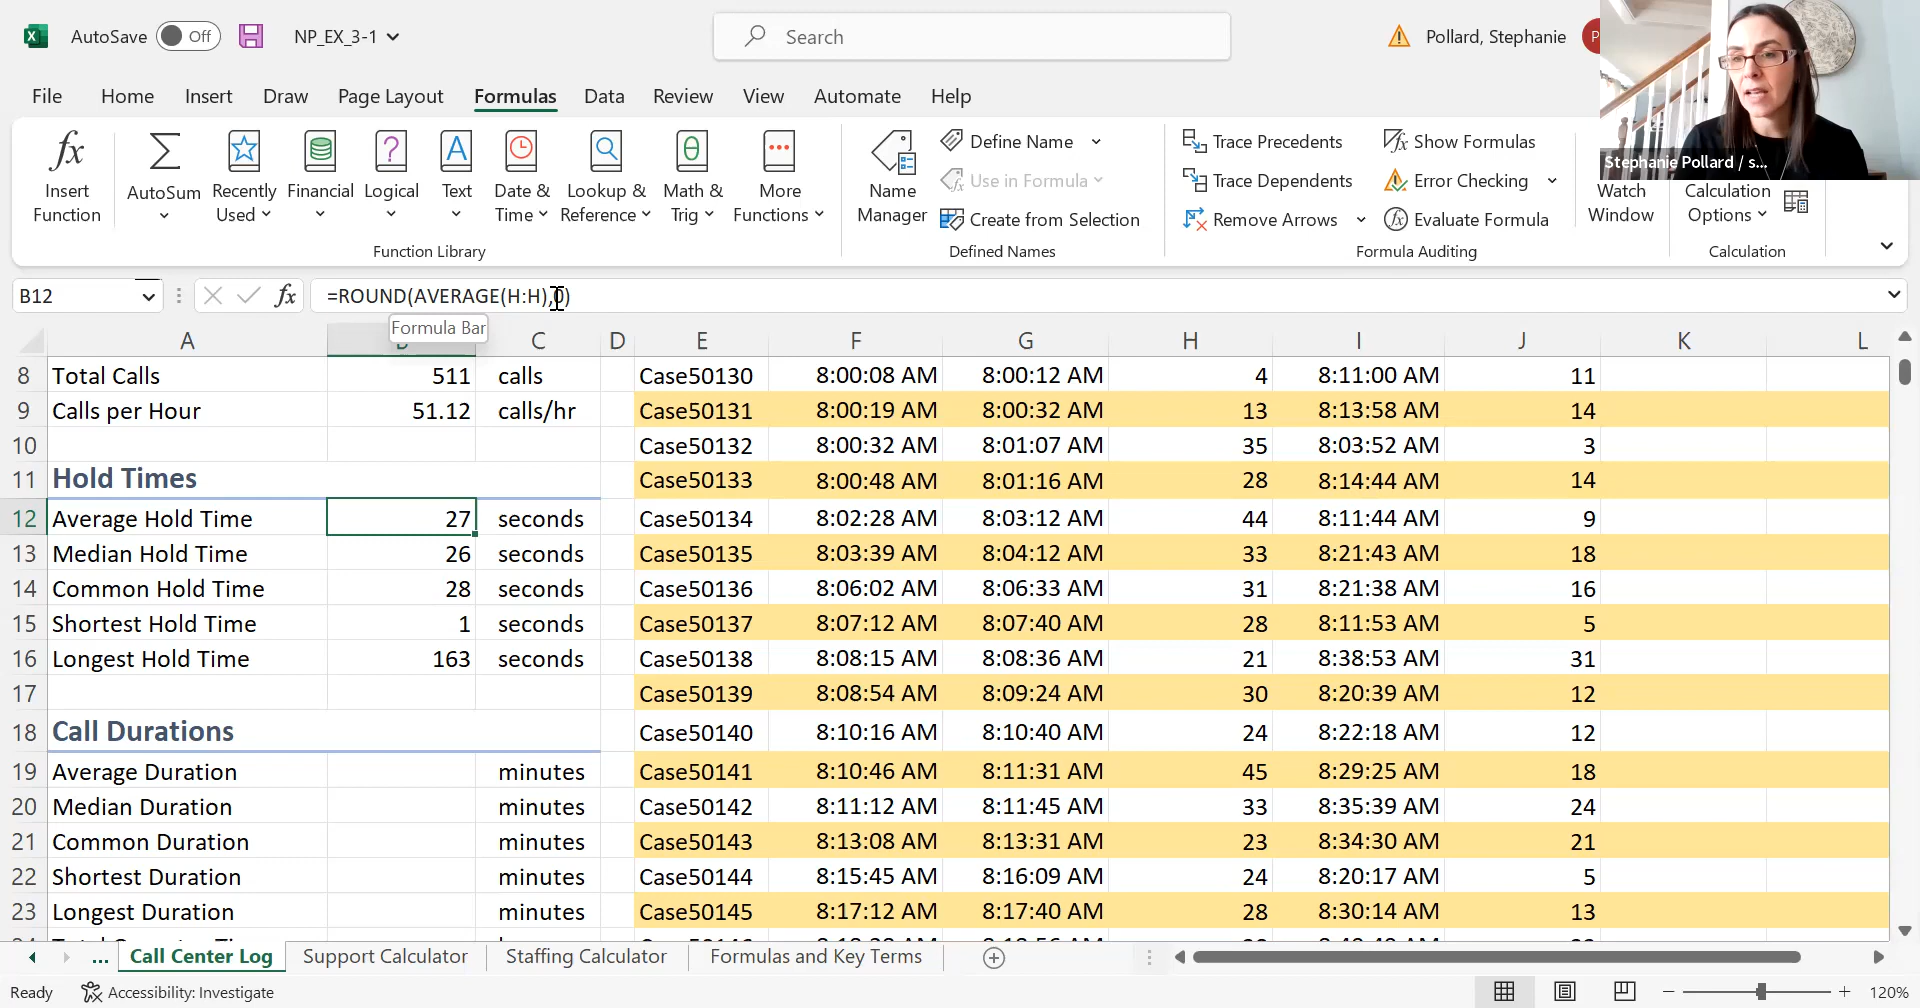 AutoSave Off NP_EX_3-1 Search Pollard, Stephanie P
File Home Insert Draw Page Layout Formulas Data Review View Automate Help
Stephanie Pollard / s...
fx Insert Function
AutoSum
Recently Used
Financial
Logical
Text
Date & Time
Lookup & Reference
Math & Trig
More Functions
Function Library
Name Manager
Define Name
Use in Formula
Create from Selection
Defined Names
Trace Precedents
Trace Dependents
Remove Arrows
Show Formulas
Error Checking
Evaluate Formula
Formula Auditing
Watch Window
Calculation Options
Calculation
B12 fx =ROUND(AVERAGE(H:H),0)
Formula Bar
A C D E F G H I J K L
8 Total Calls 511 calls Case50130 8:00:08 AM 8:00:12 AM 4 8:11:00 AM 11
9 Calls per Hour 51.12 calls/hr Case50131 8:00:19 AM 8:00:32 AM 13 8:13:58 AM 14
10 Case50132 8:00:32 AM 8:01:07 AM 35 8:03:52 AM 3
11 Hold Times Case50133 8:00:48 AM 8:01:16 AM 28 8:14:44 AM 14
12 Average Hold Time 27 seconds Case50134 8:02:28 AM 8:03:12 AM 44 8:11:44 AM 9
13 Median Hold Time 26 seconds Case50135 8:03:39 AM 8:04:12 AM 33 8:21:43 AM 18
14 Common Hold Time 28 seconds Case50136 8:06:02 AM 8:06:33 AM 31 8:21:38 AM 16
15 Shortest Hold Time 1 seconds Case50137 8:07:12 AM 8:07:40 AM 28 8:11:53 AM 5
16 Longest Hold Time 163 seconds Case50138 8:08:15 AM 8:08:36 AM 21 8:38:53 AM 31
17 Case50139 8:08:54 AM 8:09:24 AM 30 8:20:39 AM 12
18 Call Durations Case50140 8:10:16 AM 8:10:40 AM 24 8:22:18 AM 12
19 Average Duration minutes Case50141 8:10:46 AM 8:11:31 AM 45 8:29:25 AM 18
20 Median Duration minutes Case50142 8:11:12 AM 8:11:45 AM 33 8:35:39 AM 24
21 Common Duration minutes Case50143 8:13:08 AM 8:13:31 AM 23 8:34:30 AM 21
22 Shortest Duration minutes Case50144 8:15:45 AM 8:16:09 AM 24 8:20:17 AM 5
23 Longest Duration minutes Case50145 8:17:12 AM 8:17:40 AM 28 8:30:14 AM 13
... Call Center Log Support Calculator Staffing Calculator Formulas and Key Terms
Ready Accessibility: Investigate 120%